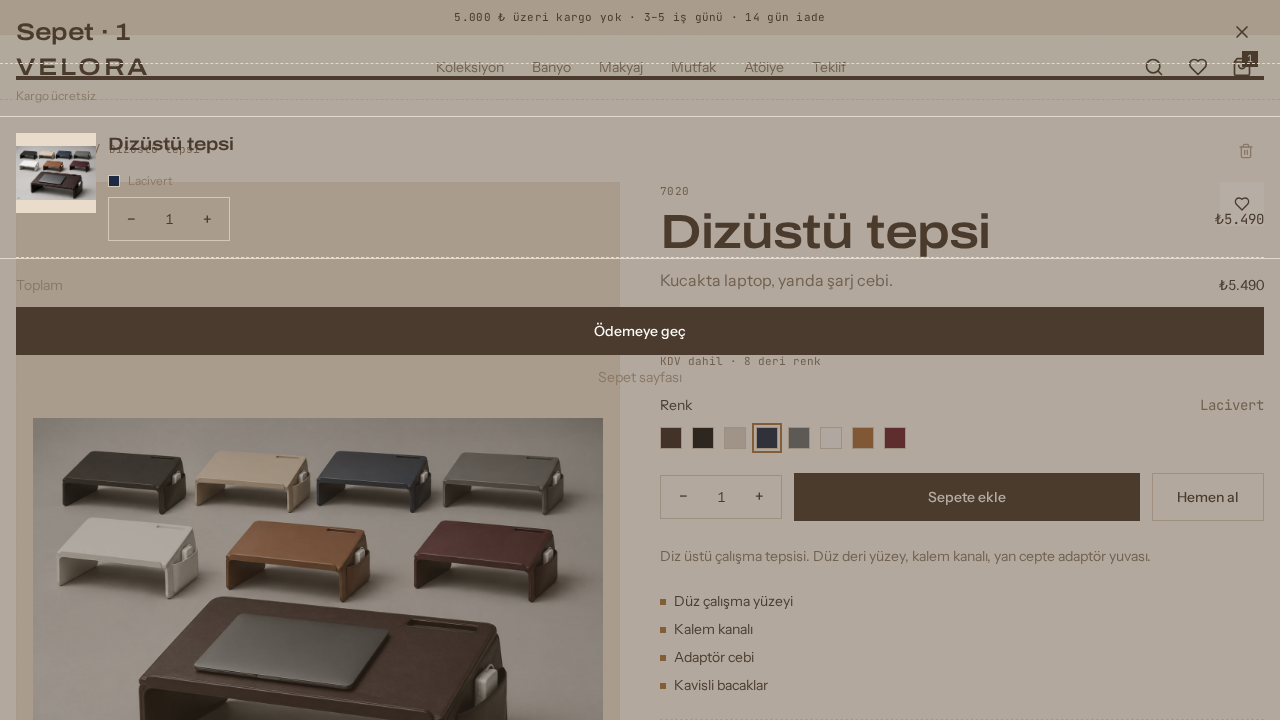 5.000 ₺ üzeri kargo yok · 3–5 iş günü · 14 gün iade
Sepet · 1
VELORA
Koleksiyon Banyo Makyaj Mutfak Atölye Teklif
1
Kargo ücretsiz
/ Dizüstü tepsi
Dizüstü tepsi
Lacivert
− 1 +
₺5.490
Toplam
₺5.490
Ödemeye geç
Sepet sayfası
7020
Dizüstü tepsi
Kucakta laptop, yanda şarj cebi.
KDV dahil · 8 deri renk
Renk
Lacivert
− 1 +
Sepete ekle
Hemen al
Diz üstü çalışma tepsisi. Düz deri yüzey, kalem kanalı, yan cepte adaptör yuvası.
Düz çalışma yüzeyi
Kalem kanalı
Adaptör cebi
Kavisli bacaklar